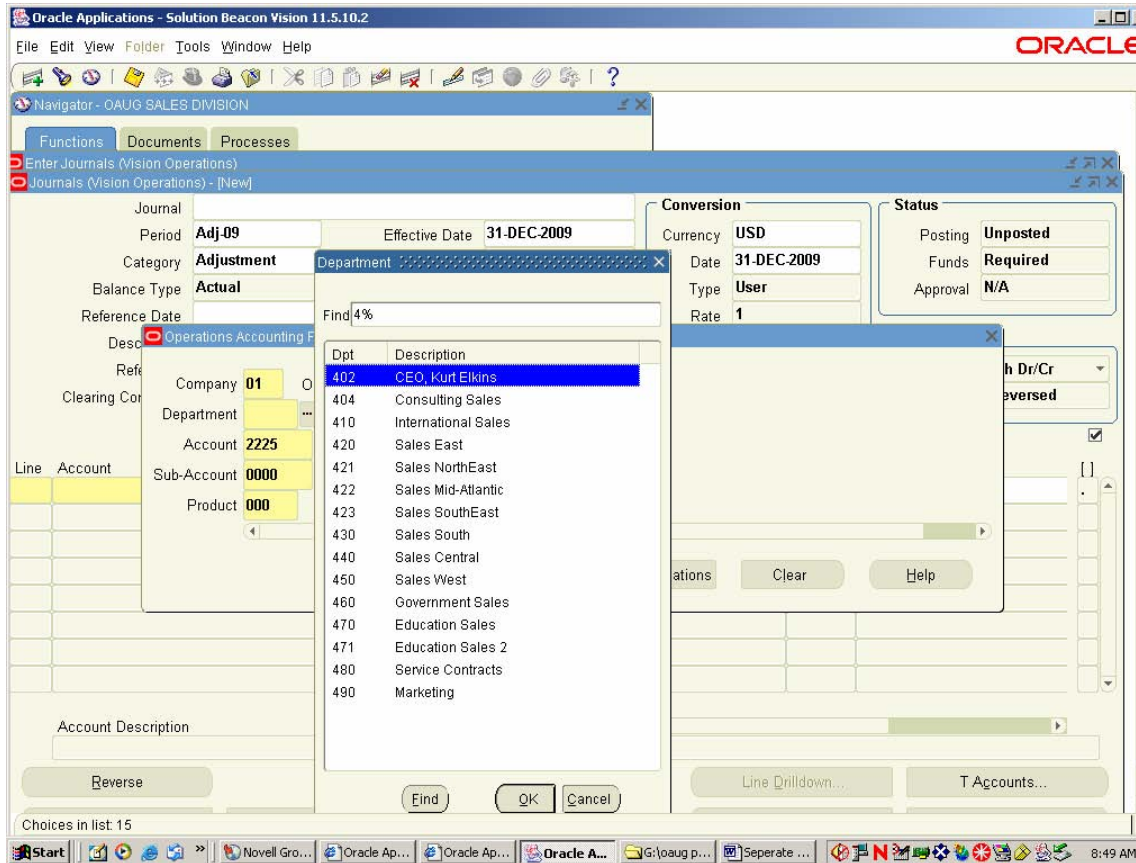 Oracle Applications - Solution Beacon Vision 11.5.10.2
File Edit View Folder Tools Window Help
ORACLE
Navigator - OAUG SALES DIVISION
Functions Documents Processes
Enter Journals (Vision Operations)
Journals (Vision Operations) - [New]
Journal
Period Adj-09 Effective Date 31-DEC-2009
Category Adjustment
Balance Type Actual
Reference Date
Desc
Refe
Clearing Co
Conversion
Currency USD
Date 31-DEC-2009
Type User
Rate 1
Status
Posting Unposted
Funds Required
Approval N/A
h Dr/Cr
eversed
Operations Accounting F
Company 01 O
Department ...
Account 2225
Sub-Account 0000
Product 000
ations Clear Help
Department
Find 4%
Dpt Description
402 CEO, Kurt Elkins
404 Consulting Sales
410 International Sales
420 Sales East
421 Sales NorthEast
422 Sales Mid-Atlantic
423 Sales SouthEast
430 Sales South
440 Sales Central
450 Sales West
460 Government Sales
470 Education Sales
471 Education Sales 2
480 Service Contracts
490 Marketing
Find OK Cancel
Line Account [ ]
.
Account Description
Reverse Line Drilldown... T Accounts...
Choices in list: 15
Start » Novell Gro... Oracle Ap... Oracle Ap... Oracle A... G:\oaug p... Seperate ... 8:49 AM